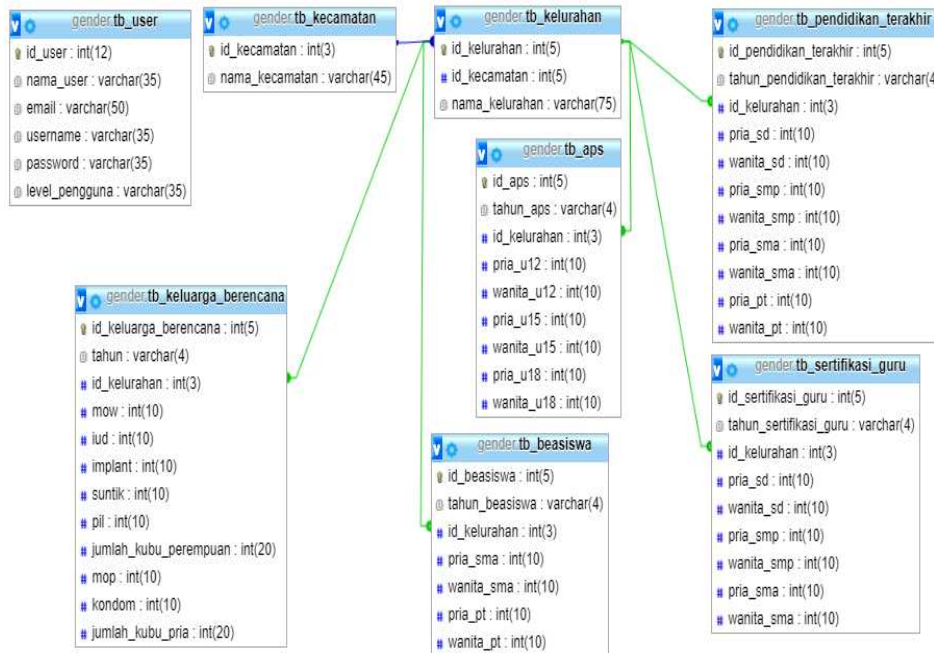 gender.tb_user
id_user : int(12)
nama_user : varchar(35)
email : varchar(50)
username : varchar(35)
password : varchar(35)
level_pengguna : varchar(35)
gender.tb_kecamatan
id_kecamatan : int(3)
nama_kecamatan : varchar(45)
gender.tb_kelurahan
id_kelurahan : int(5)
id_kecamatan : int(5)
nama_kelurahan : varchar(75)
gender.tb_pendidikan_terakhir
id_pendidikan_terakhir : int(5)
tahun_pendidikan_terakhir : varchar(4
id_kelurahan : int(3)
pria_sd : int(10)
wanita_sd : int(10)
pria_smp : int(10)
wanita_smp : int(10)
pria_sma : int(10)
wanita_sma : int(10)
pria_pt : int(10)
wanita_pt : int(10)
gender.tb_aps
id_aps : int(5)
tahun_aps : varchar(4)
id_kelurahan : int(3)
pria_u12 : int(10)
wanita_u12 : int(10)
pria_u15 : int(10)
wanita_u15 : int(10)
pria_u18 : int(10)
wanita_u18 : int(10)
gender.tb_keluarga_berencana
id_keluarga_berencana : int(5)
tahun : varchar(4)
id_kelurahan : int(3)
mow : int(10)
iud : int(10)
implant : int(10)
suntik : int(10)
pil : int(10)
jumlah_kubu_perempuan : int(20)
mop : int(10)
kondom : int(10)
jumlah_kubu_pria : int(20)
gender.tb_beasiswa
id_beasiswa : int(5)
tahun_beasiswa : varchar(4)
id_kelurahan : int(3)
pria_sma : int(10)
wanita_sma : int(10)
pria_pt : int(10)
wanita_pt : int(10)
gender.tb_sertifikasi_guru
id_sertifikasi_guru : int(5)
tahun_sertifikasi_guru : varchar(4)
id_kelurahan : int(3)
pria_sd : int(10)
wanita_sd : int(10)
pria_smp : int(10)
wanita_smp : int(10)
pria_sma : int(10)
wanita_sma : int(10)